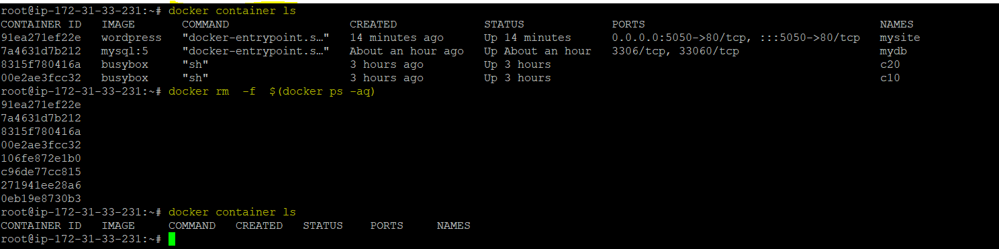 root@ip-172-31-33-231:~# docker container ls
CONTAINER ID   IMAGE       COMMAND                  CREATED             STATUS             PORTS                                   NAMES
91ea271ef22e   wordpress   "docker-entrypoint.s…"   14 minutes ago      Up 14 minutes      0.0.0.0:5050->80/tcp, :::5050->80/tcp   mysite
7a4631d7b212   mysql:5     "docker-entrypoint.s…"   About an hour ago   Up About an hour   3306/tcp, 33060/tcp                     mydb
8315f780416a   busybox     "sh"                     3 hours ago         Up 3 hours                                                 c20
00e2ae3fcc32   busybox     "sh"                     3 hours ago         Up 3 hours                                                 c10
root@ip-172-31-33-231:~# docker rm  -f  $(docker ps -aq)
91ea271ef22e
7a4631d7b212
8315f780416a
00e2ae3fcc32
106fe872e1b0
c96de77cc815
271941ee28a6
0eb19e8730b3
root@ip-172-31-33-231:~# docker container ls
CONTAINER ID   IMAGE     COMMAND   CREATED   STATUS    PORTS     NAMES
root@ip-172-31-33-231:~#